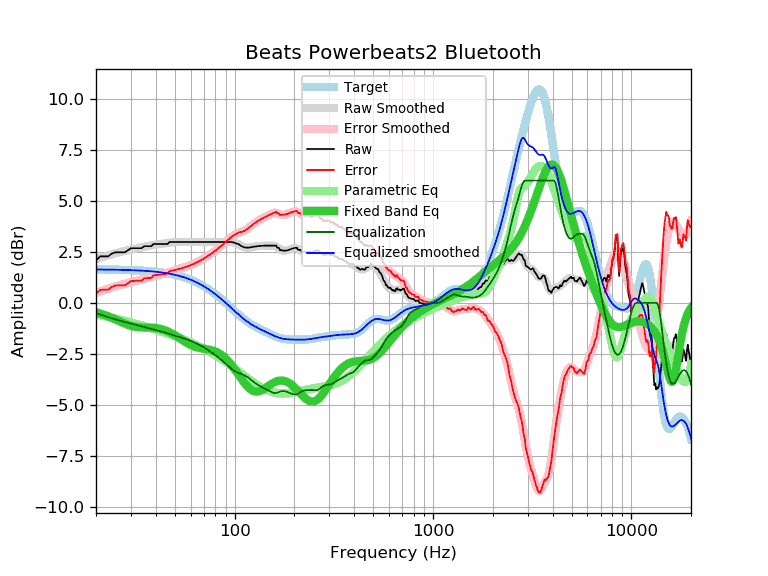 Beats Powerbeats2 Bluetooth
Target
Raw Smoothed
Error Smoothed
Raw
Error
Parametric Eq
Fixed Band Eq
Equalization
Equalized smoothed
Amplitude (dBr)
10.0
7.5
5.0
2.5
0.0
−2.5
−5.0
−7.5
−10.0
100
1000
10000
Frequency (Hz)